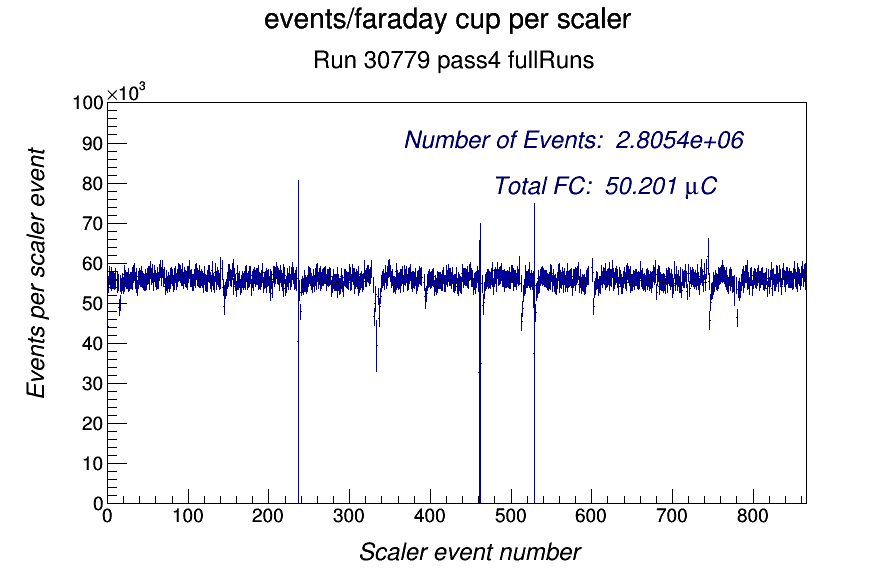 events/faraday cup per scaler
Run 30779 pass4 fullRuns
×10³
100
90
80
70
60
50
40
30
20
10
0
Events per scaler event
Number of Events: 2.8054e+06
Total FC: 50.201 μC
0 100 200 300 400 500 600 700 800
Scaler event number